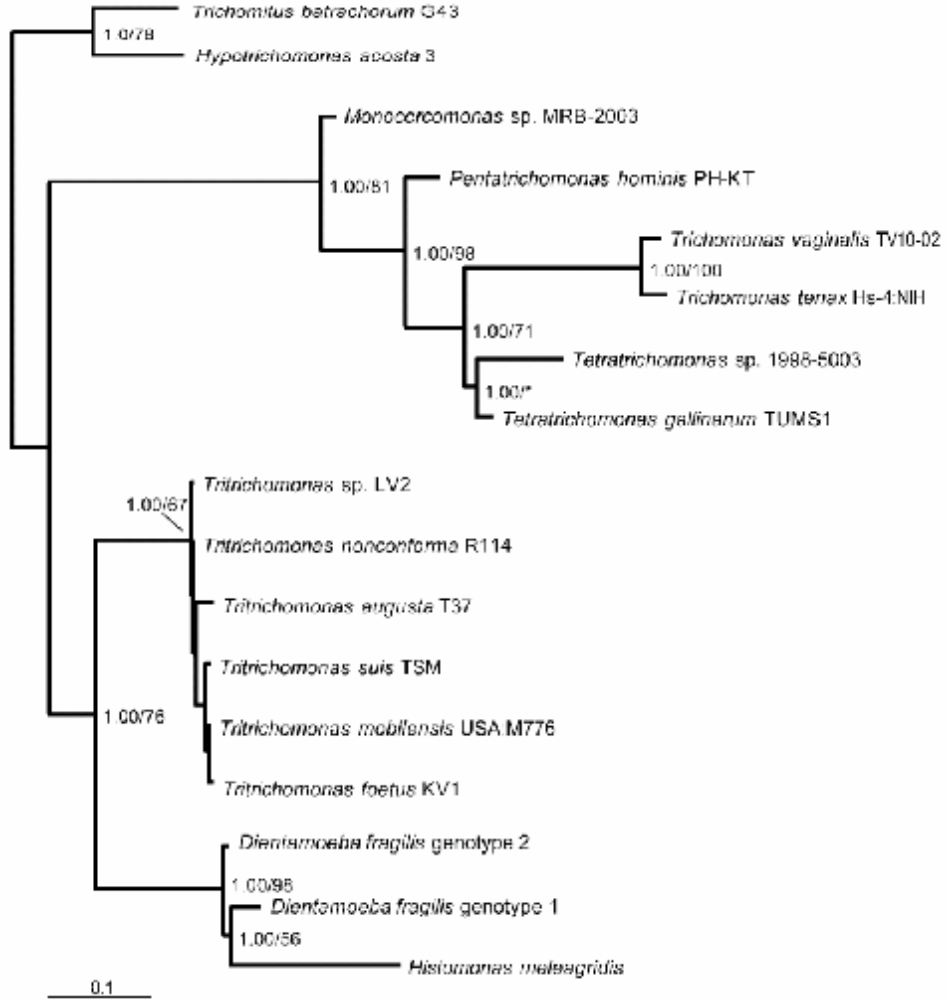 Trichomitus batrachorum G43
1.0/78
Hypotrichomonas acosta 3
Monocercomonas sp. MRB-2003
1.00/81
Pentatrichomonas hominis PH-KT
1.00/98
Trichomonas vaginalis TV10-02
1.00/100
Trichomonas tenax Hs-4:NIH
1.00/71
Tetratrichomonas sp. 1998-5003
1.00/*
Tetratrichomonas gallinarum TUMS1
Tritrichomonas sp. LV2
1.00/67
Tritrichomonas nonconforma R114
Tritrichomonas augusta T37
Tritrichomonas suis TSM
1.00/76
Tritrichomonas mobilensis USA:M776
Tritrichomonas foetus KV1
Dientamoeba fragilis genotype 2
1.00/98
Dientamoeba fragilis genotype 1
1.00/56
Histomonas meleagridis
0.1